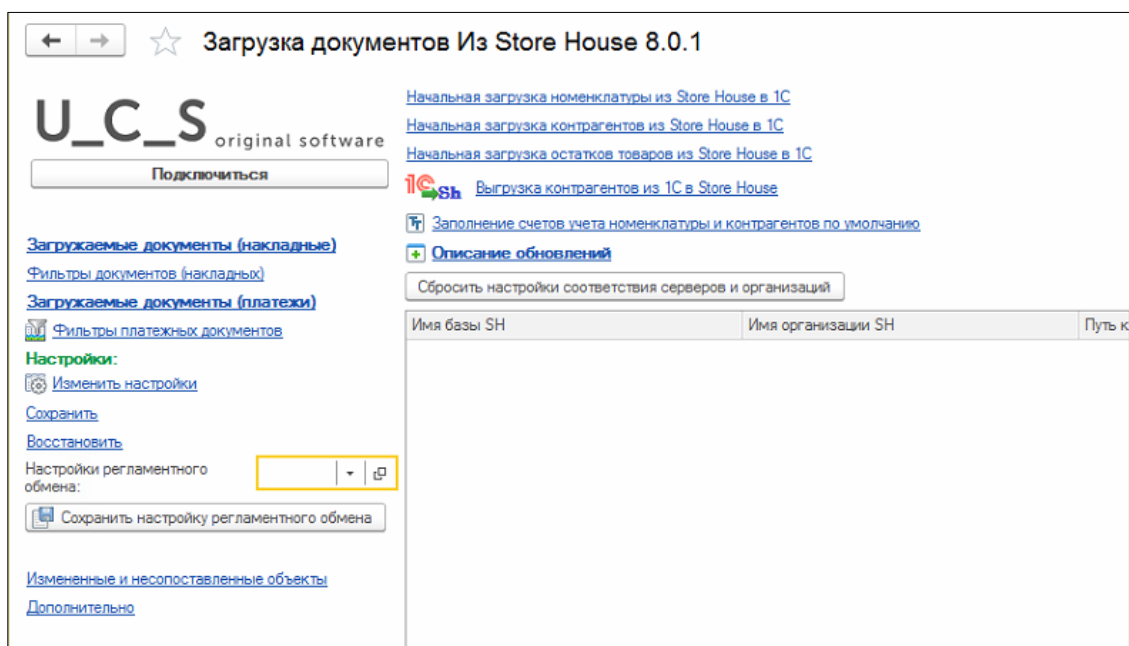 Загрузка документов Из Store House 8.0.1
U_C_S original software
Подключиться
Загружаемые документы (накладные)
Фильтры документов (накладных)
Загружаемые документы (платежи)
Фильтры платежных документов
Настройки:
Изменить настройки
Сохранить
Восстановить
Настройки регламентного
обмена:
Сохранить настройку регламентного обмена
Измененные и несопоставленные объекты
Дополнительно
Начальная загрузка номенклатуры из Store House в 1С
Начальная загрузка контрагентов из Store House в 1С
Начальная загрузка остатков товаров из Store House в 1С
1С Sh Выгрузка контрагентов из 1С в Store House
Заполнение счетов учета номенклатуры и контрагентов по умолчанию
Описание обновлений
Сбросить настройки соответствия серверов и организаций
Имя базы SH Имя организации SH Путь к